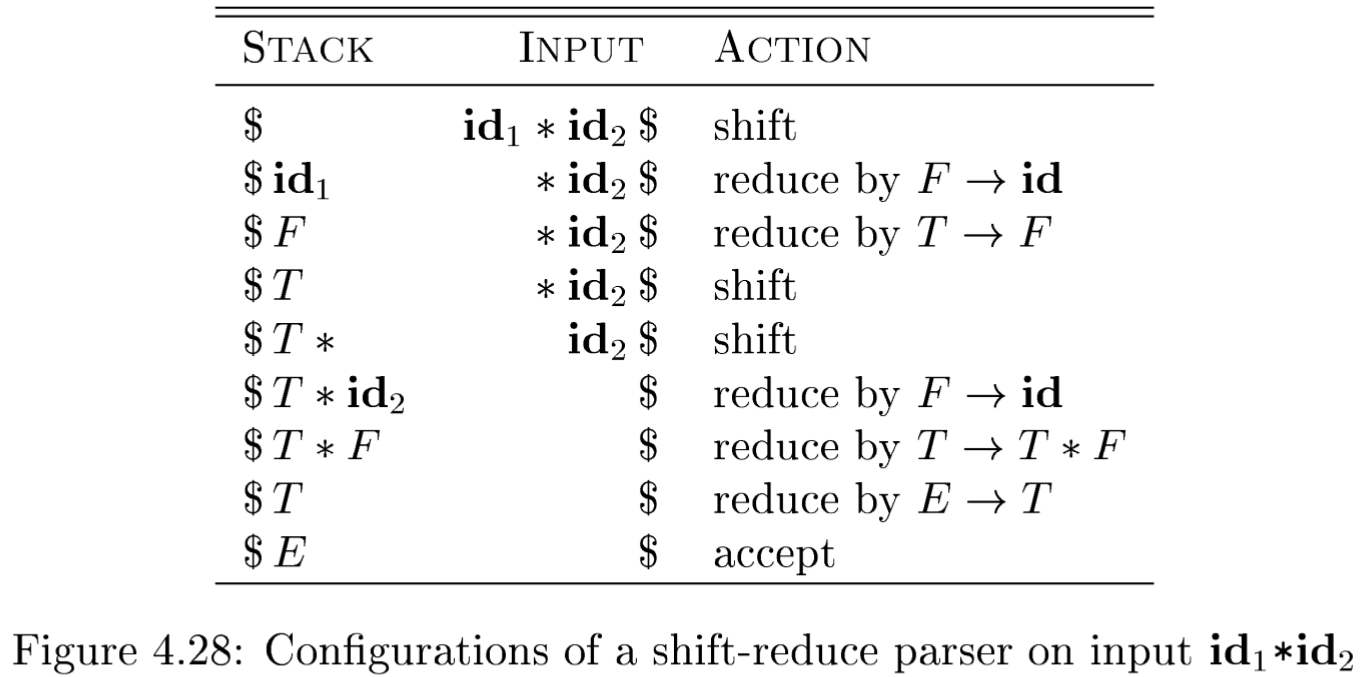 STACK INPUT ACTION
$ id₁ * id₂ $ shift
$ id₁ * id₂ $ reduce by F → id
$ F * id₂ $ reduce by T → F
$ T * id₂ $ shift
$ T * id₂ $ shift
$ T * id₂ $ reduce by F → id
$ T * F $ reduce by T → T * F
$ T $ reduce by E → T
$ E $ accept
Figure 4.28: Configurations of a shift-reduce parser on input id₁*id₂